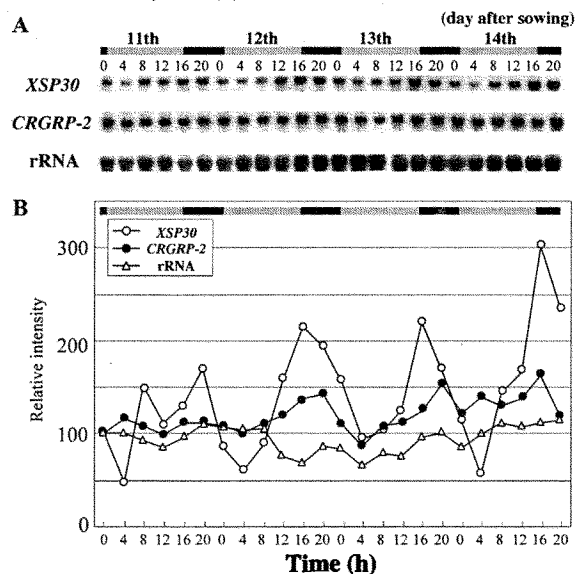 (day after sowing)
A
11th 12th 13th 14th
0 4 8 12 16 20 0 4 8 12 16 20 0 4 8 12 16 20 0 4 8 12 16 20
XSP30
CRGRP-2
rRNA
B
XSP30
CRGRP-2
rRNA
300
200
100
0
Relative intensity
0 4 8 12 16 20 0 4 8 12 16 20 0 4 8 12 16 20 0 4 8 12 16 20
Time (h)